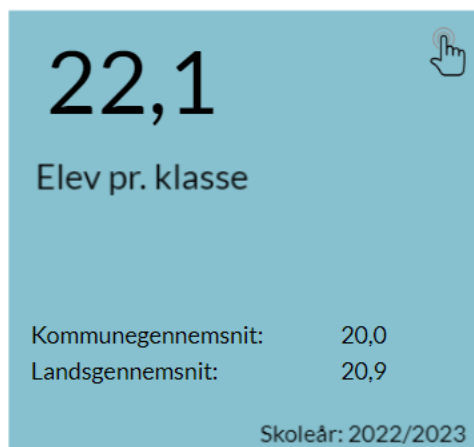 22,1
Elev pr. klasse
Kommunegennemsnit: 20,0
Landsgennemsnit: 20,9
Skoleår: 2022/2023